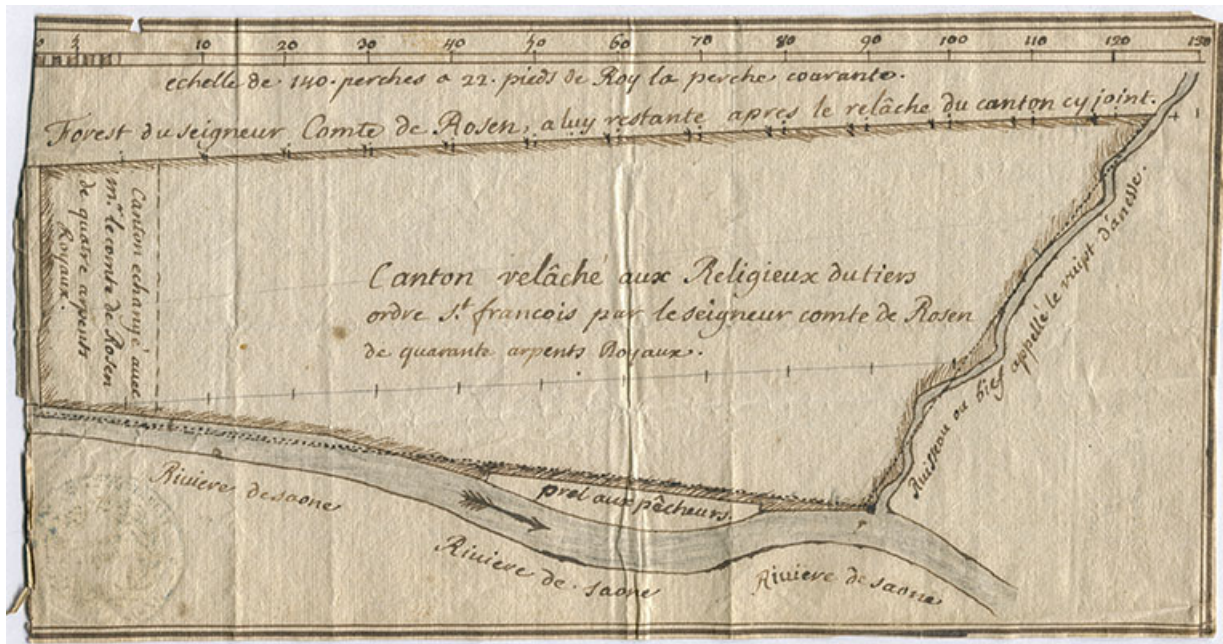 10 20 30 40 50 60 70 80 90 100 110 120 130
echelle de 140. perches a 22. pieds de Roy la perche courante.
Forest du seigneur Comte de Rosen, a luy restante apres le relâche du canton cy joint.
Canton echangé avec
mr. le comte de Rosen
de quatre arpents
Royaux.
Canton relâché aux Religieux du tiers
ordre St. francois par le seigneur comte de Rosen
de quarante arpents Royaux.
Ruisseau ou bief appellé le vuipt d'anesse.
prel aux pêcheurs.
Riviere de saone
Riviere de saone
Riviere de saone